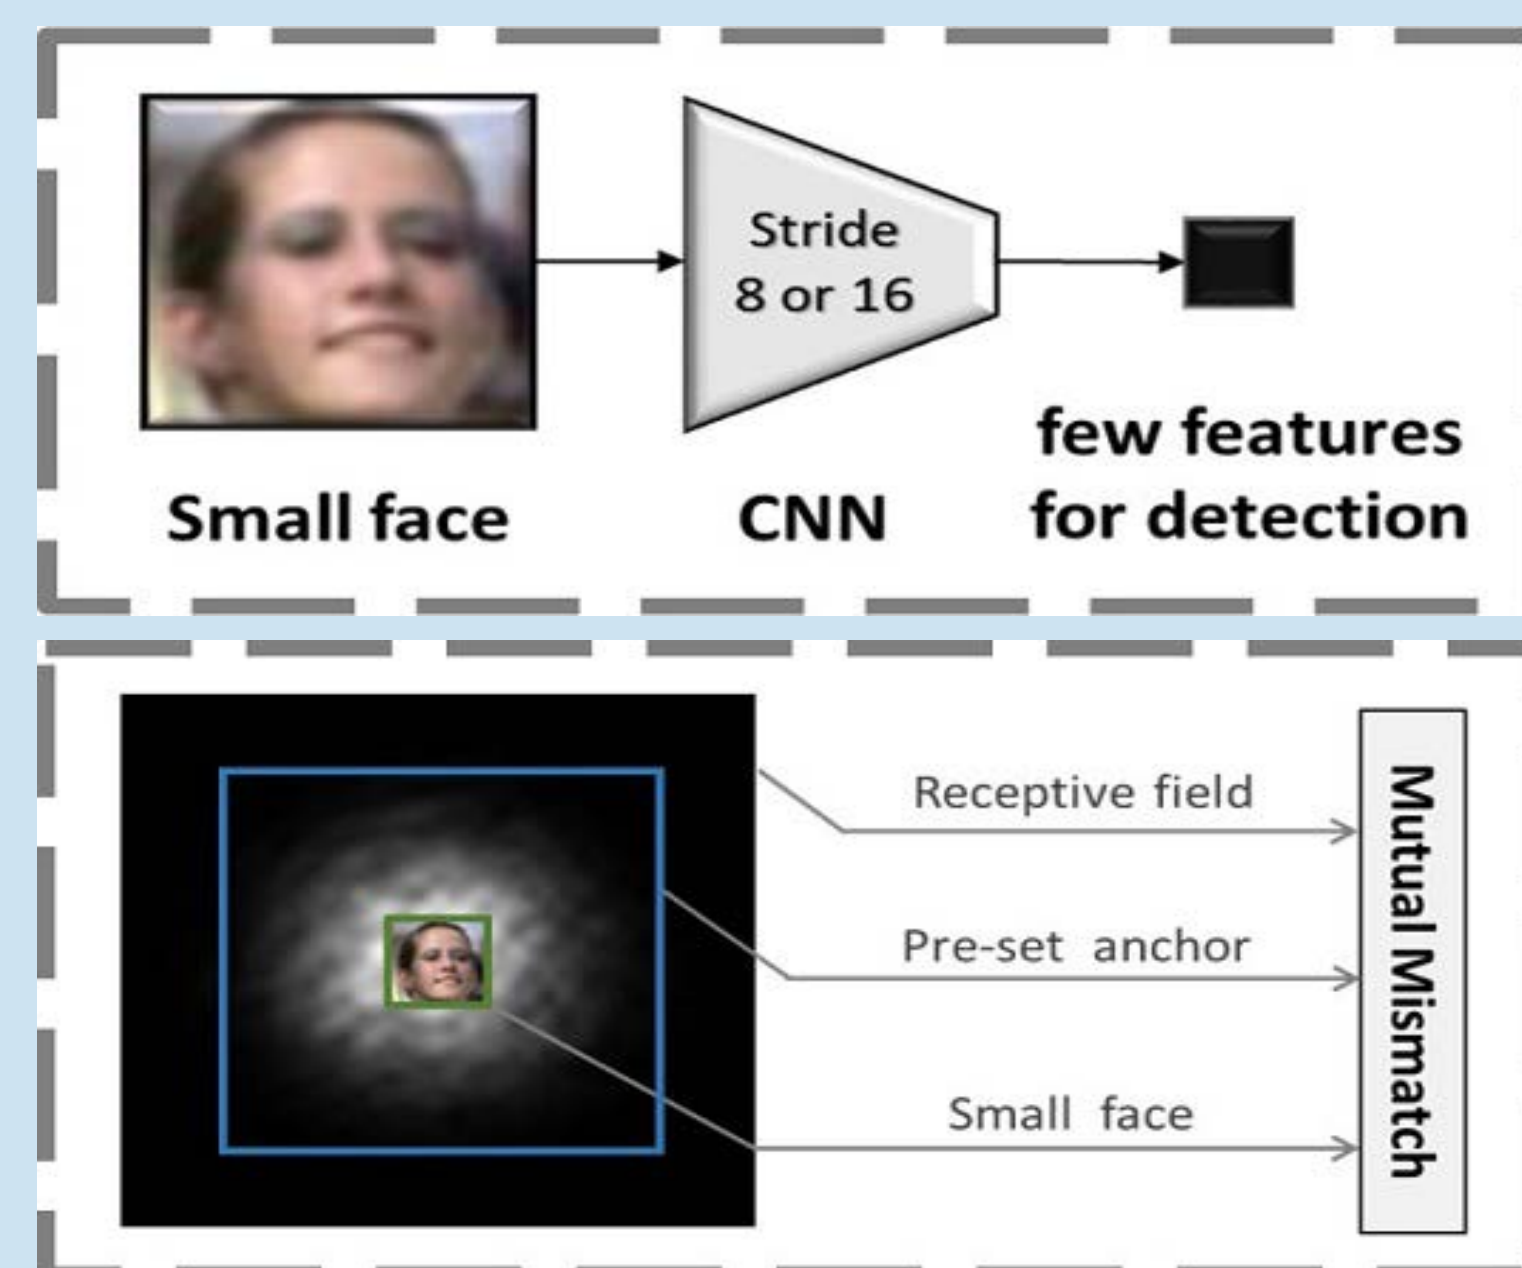 Stride
8 or 16
few features
for detection
Small face
CNN
Receptive field
Pre-set anchor
Small face
Mutual Mismatch